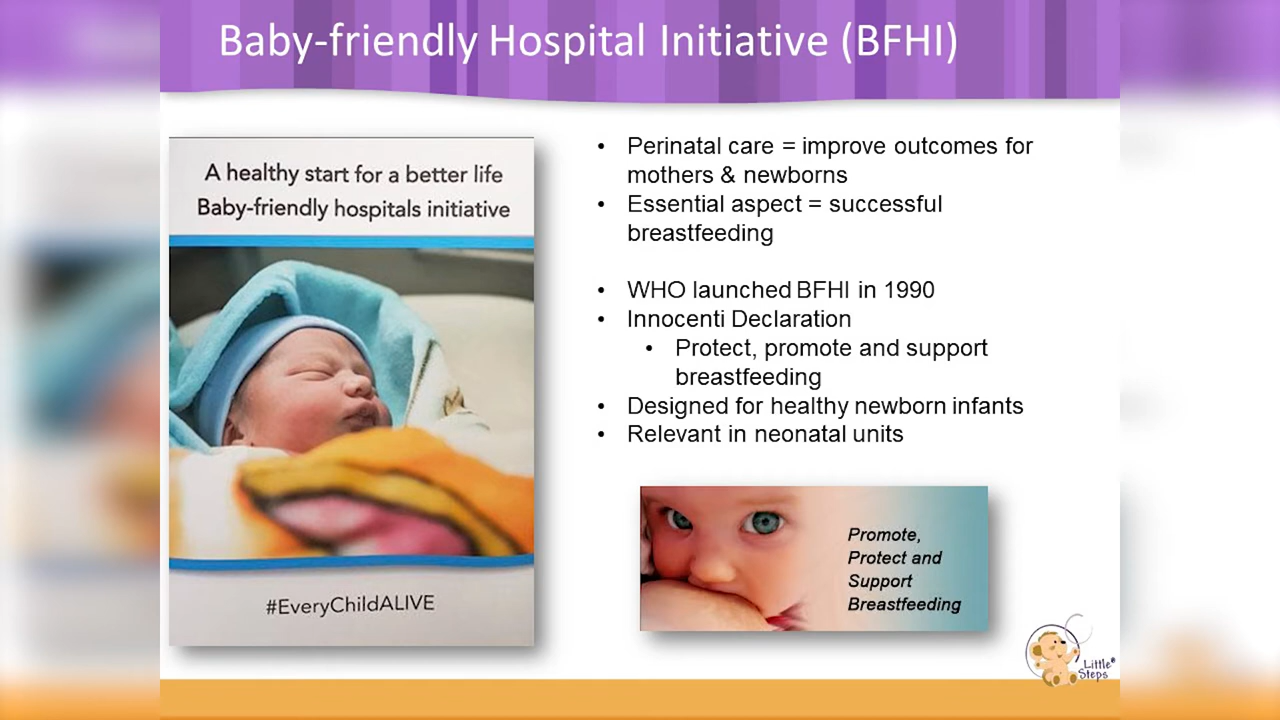 Baby-friendly Hospital Initiative (BFHI)
A healthy start for a better life
Baby-friendly hospitals initiative
#EveryChildALIVE
• Perinatal care = improve outcomes for
mothers & newborns
• Essential aspect = successful
breastfeeding
• WHO launched BFHI in 1990
• Innocenti Declaration
• Protect, promote and support
breastfeeding
• Designed for healthy newborn infants
• Relevant in neonatal units
Promote,
Protect and
Support
Breastfeeding
Little®
Steps